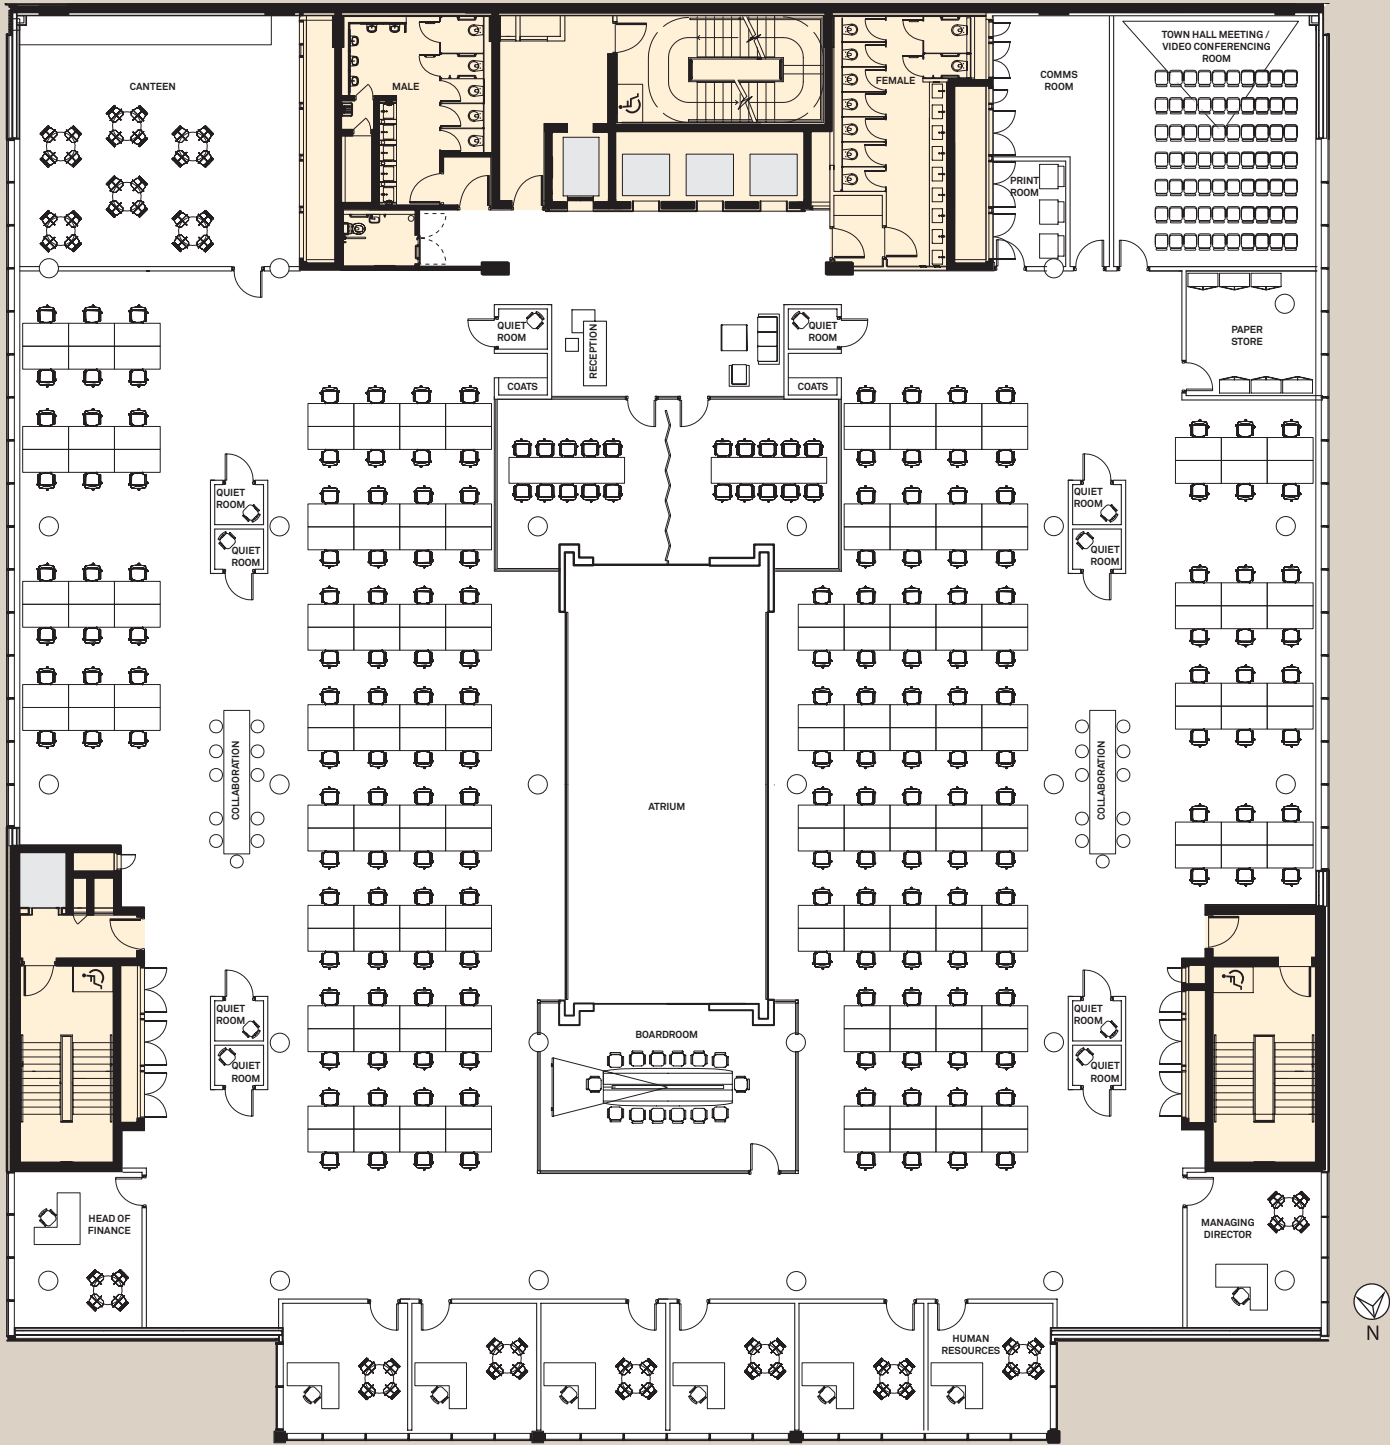 TOWN HALL MEETING /
VIDEO CONFERENCING
ROOM
CANTEEN
MALE
FEMALE
COMMS
ROOM
PRINT
ROOM
QUIET
ROOM
RECEPTION
QUIET
ROOM
PAPER
STORE
COATS
COATS
QUIET
ROOM
QUIET
ROOM
QUIET
ROOM
QUIET
ROOM
COLLABORATION
ATRIUM
COLLABORATION
QUIET
ROOM
QUIET
ROOM
BOARDROOM
QUIET
ROOM
QUIET
ROOM
HEAD OF
FINANCE
MANAGING
DIRECTOR
HUMAN
RESOURCES
N